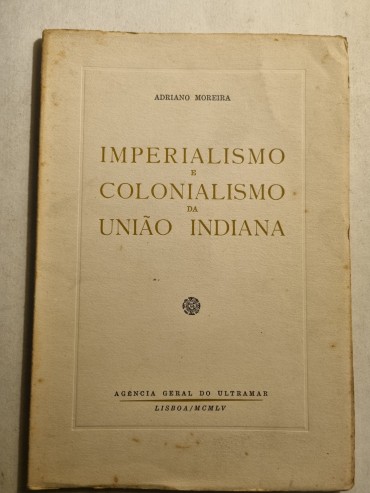 ADRIANO MOREIRA
IMPERIALISMO
E
COLONIALISMO
DA
UNIÃO INDIANA
AGÊNCIA GERAL DO ULTRAMAR
LISBOA/MCMLV